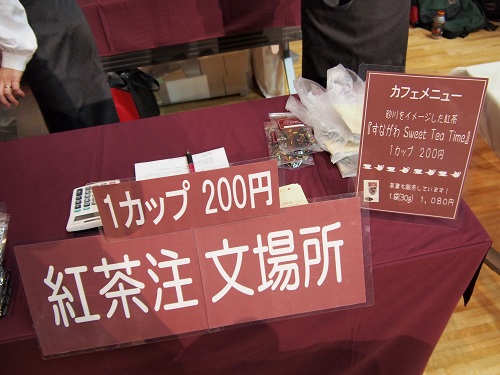 カフェメニュー
砂川をイメージした紅茶
『すながわ Sweet Tea Time』
1カップ 200円
茶葉も販売しています!
1袋(30g) 1,080円
1カップ 200円
紅茶注文場所